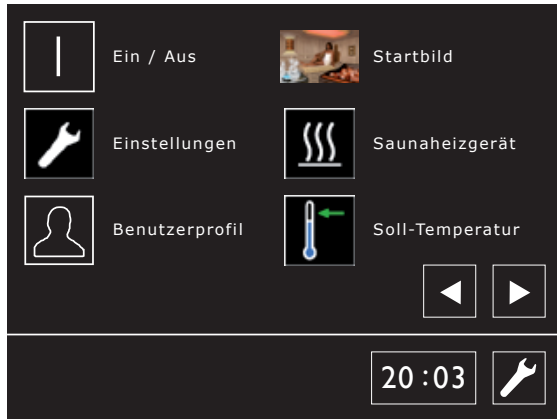 Ein / Aus
Startbild
Einstellungen
Saunaheizgerät
Benutzerprofil
Soll-Temperatur
20:03